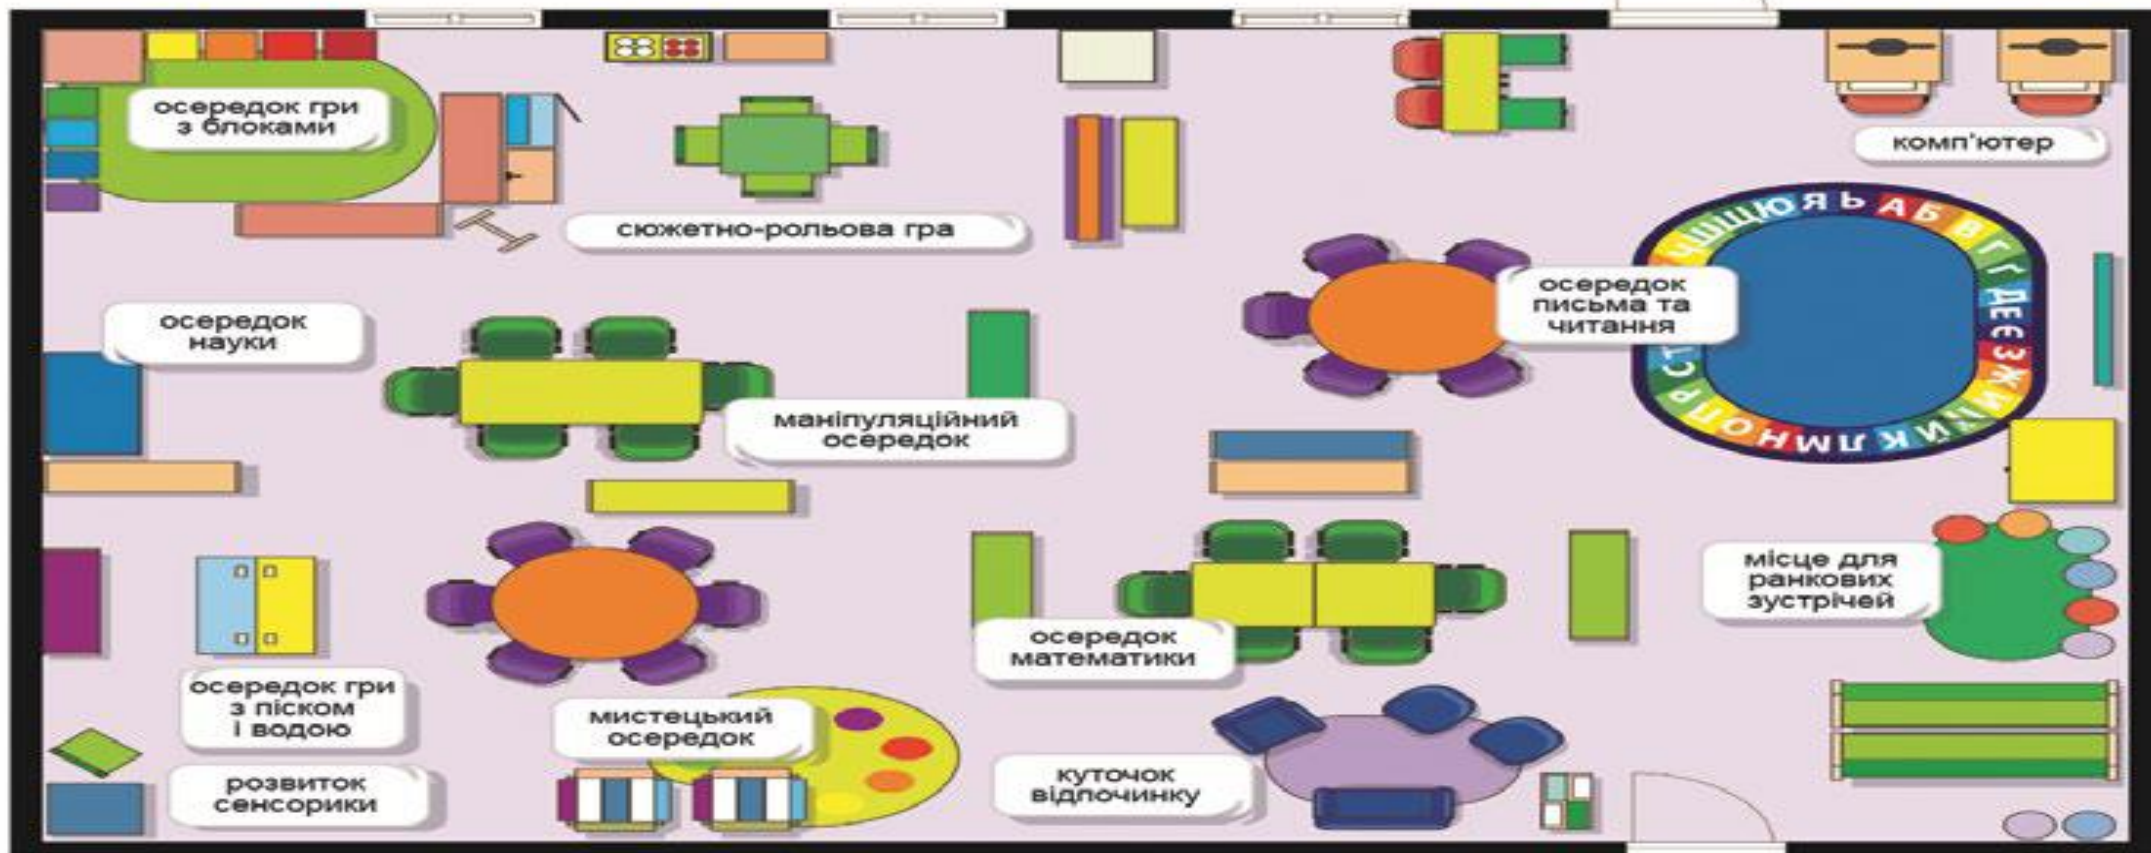 осередок гри
з блоками
комп'ютер
сюжетно-рольова гра
осередок
письма та
читання
осередок
науки
маніпуляційний
осередок
місце для
ранкових
зустрічей
осередок
математики
осередок гри
з піском
і водою
мистецький
осередок
розвиток
сенсорики
куточок
відпочинку
А Б В Г Ґ Д Е Є З Ж И І Ї Й К Л М Н О П Р С Т Ч Ш Щ Ю Я Ь